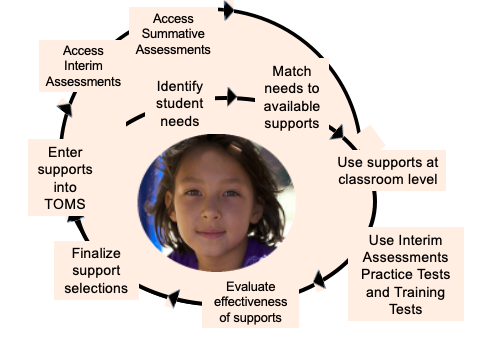 Access
Summative
Assessments
Access
Interim
Assessments
Identify
student
needs
Match
needs to
available
supports
Use supports at
classroom level
Use Interim
Assessments
Practice Tests
and Training
Tests
Evaluate
effectiveness
of supports
Finalize
support
selections
Enter
supports
into
TOMS